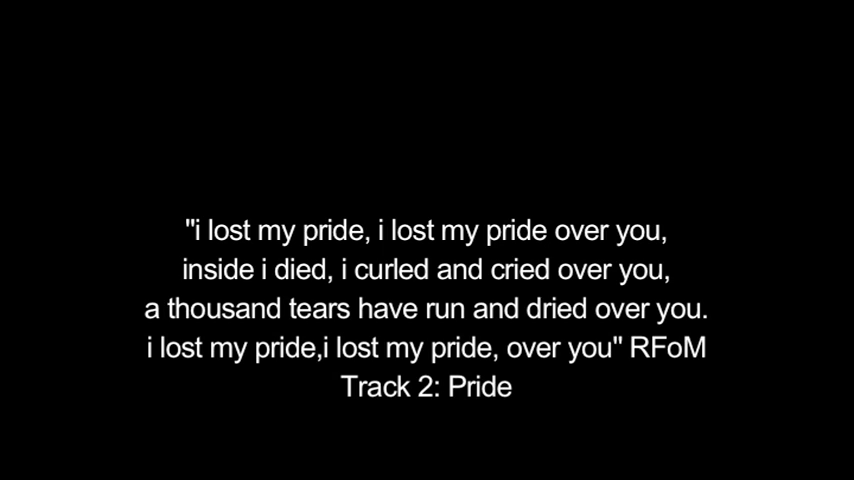 "i lost my pride, i lost my pride over you,
inside i died, i curled and cried over you,
a thousand tears have run and dried over you.
i lost my pride,i lost my pride, over you" RFoM
Track 2: Pride